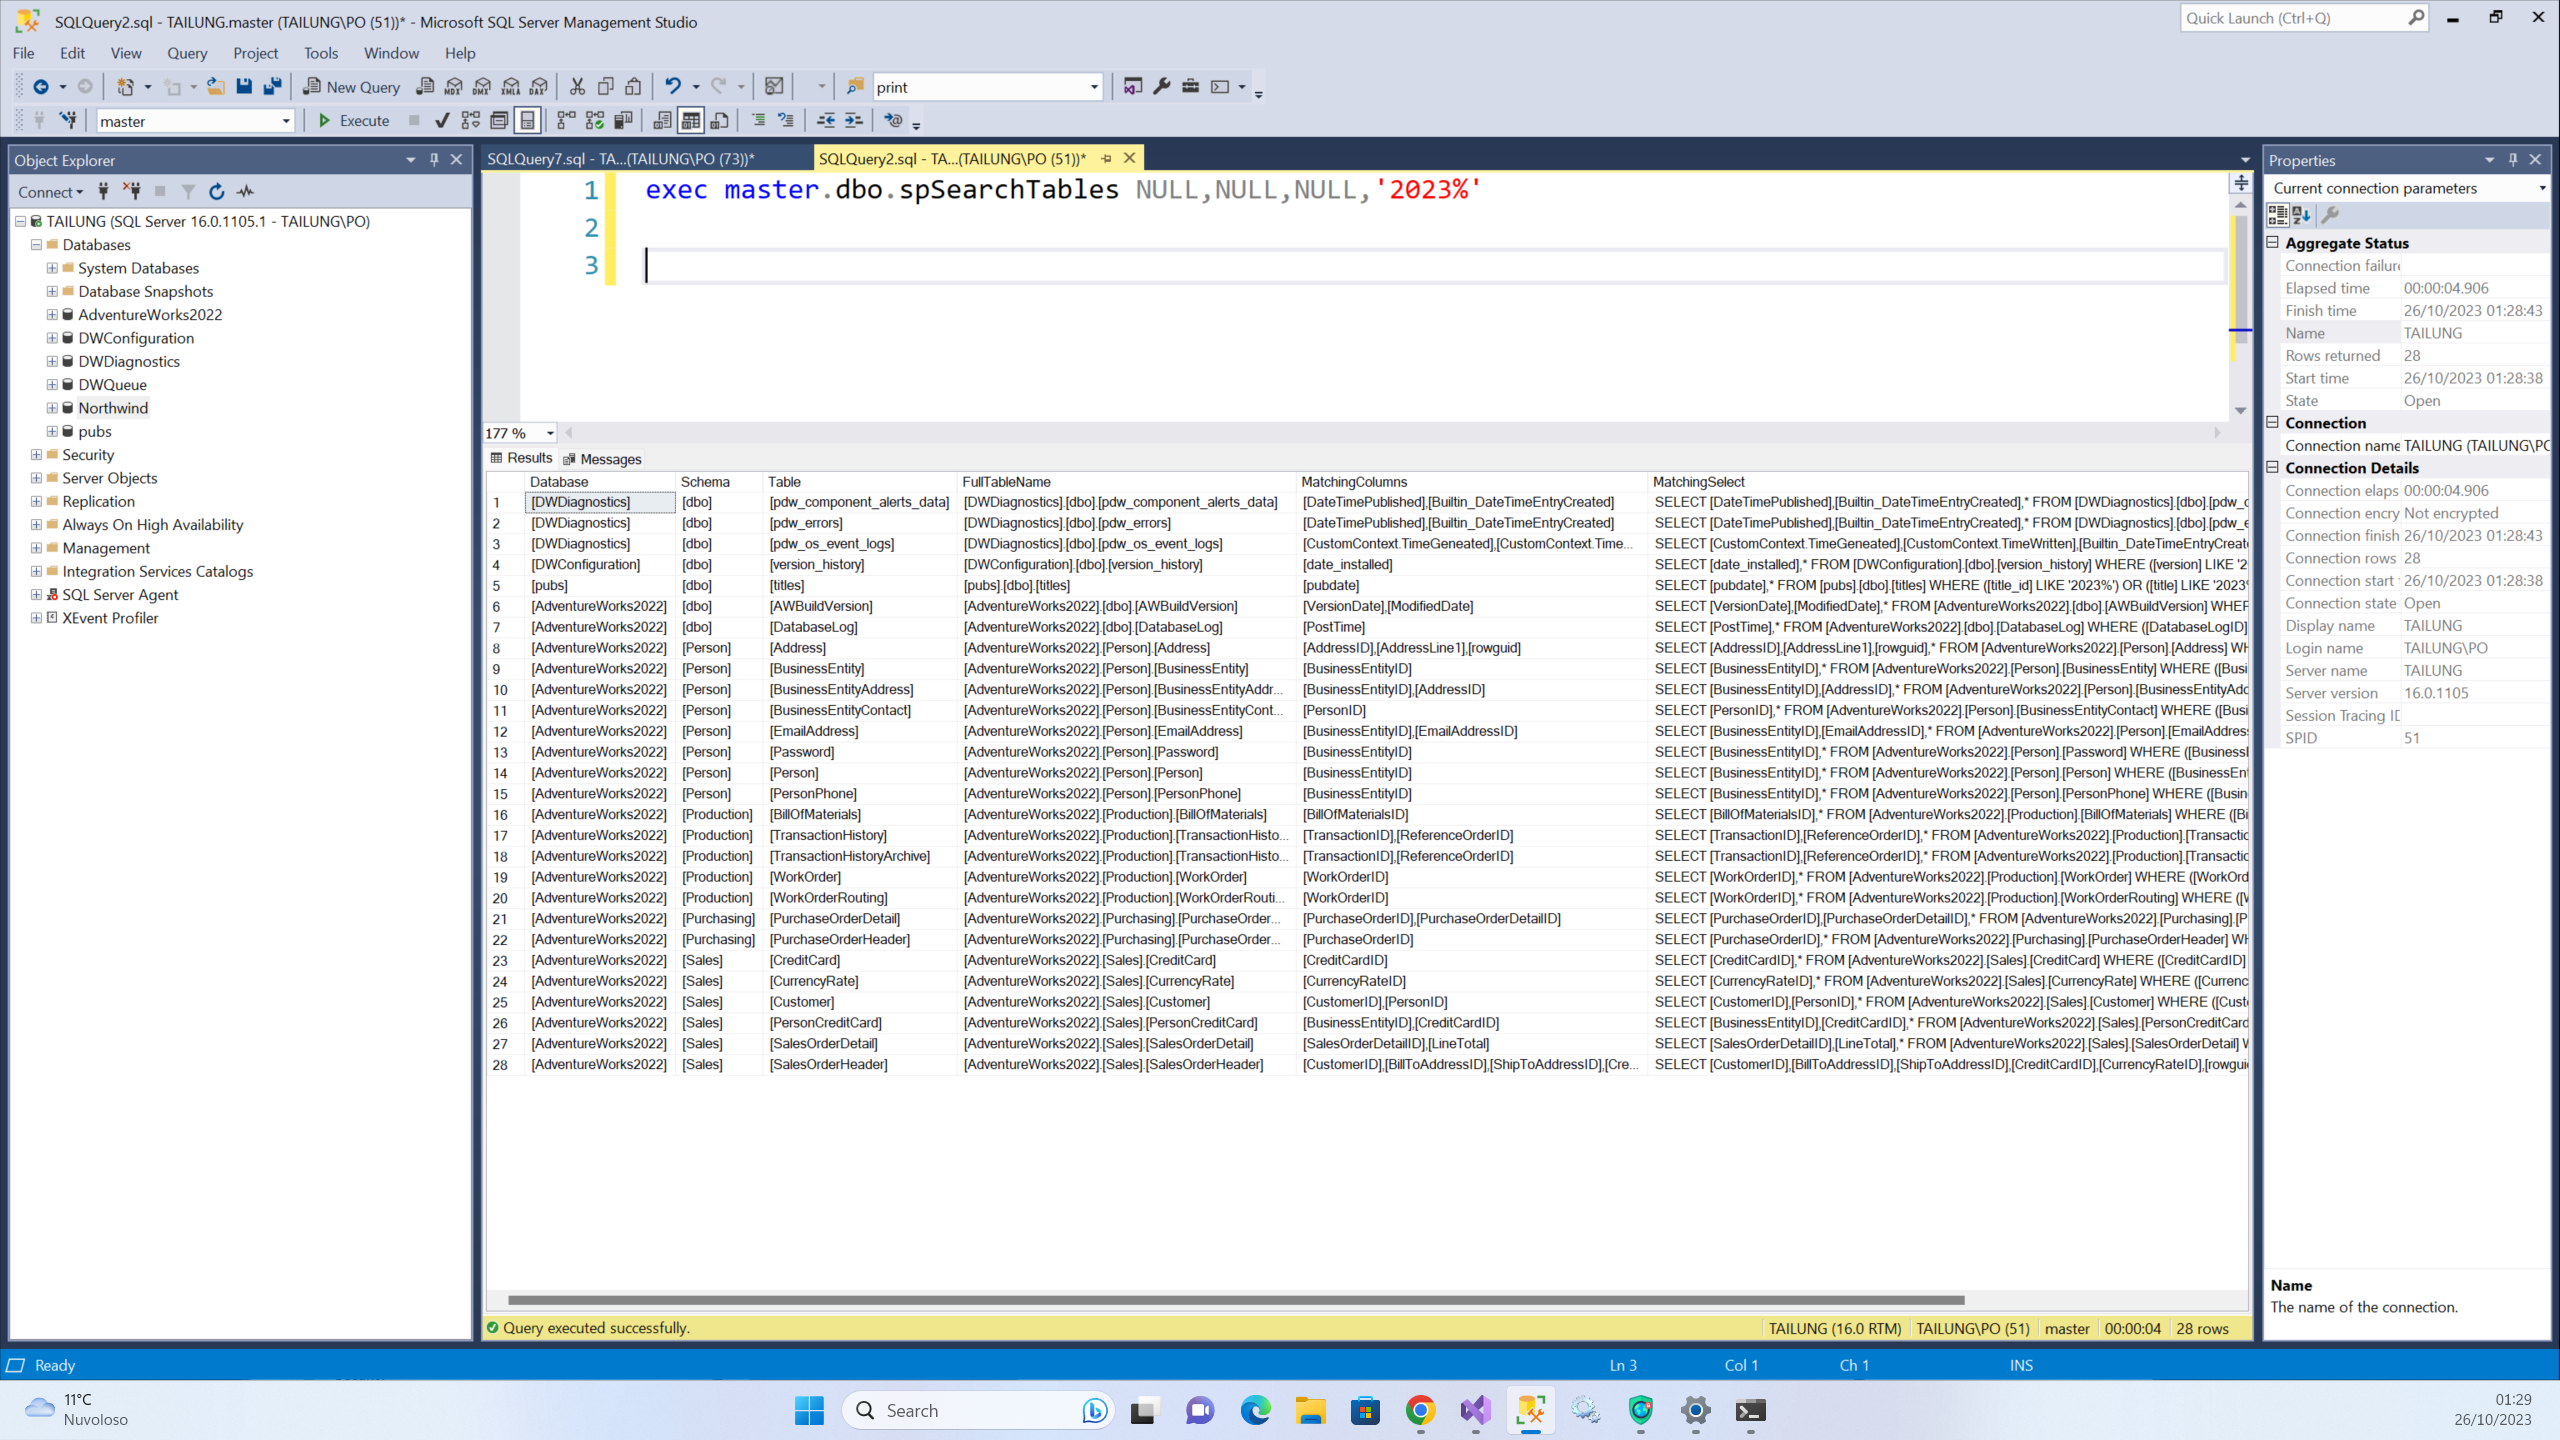 SQLQuery2.sql - TAILUNG.master (TAILUNG\PO (51))* - Microsoft SQL Server Management Studio
Quick Launch (Ctrl+Q)
File Edit View Query Project Tools Window Help
New Query MDX DMX XMLA DAX print
master Execute
Object Explorer
Connect
TAILUNG (SQL Server 16.0.1105.1 - TAILUNG\PO)
Databases
System Databases
Database Snapshots
AdventureWorks2022
DWConfiguration
DWDiagnostics
DWQueue
Northwind
pubs
Security
Server Objects
Replication
Always On High Availability
Management
Integration Services Catalogs
SQL Server Agent
XEvent Profiler
SQLQuery7.sql - TA...(TAILUNG\PO (73))* SQLQuery2.sql - TA...(TAILUNG\PO (51))*
1 exec master.dbo.spSearchTables NULL,NULL,NULL,'2023%'
2
3
177 %
Results Messages
Database Schema Table FullTableName MatchingColumns MatchingSelect
1 [DWDiagnostics] [dbo] [pdw_component_alerts_data] [DWDiagnostics].[dbo].[pdw_component_alerts_data] [DateTimePublished],[Builtin_DateTimeEntryCreated] SELECT [DateTimePublished],[Builtin_DateTimeEntryCreated],* FROM [DWDiagnostics].[dbo].[pdw_c
2 [DWDiagnostics] [dbo] [pdw_errors] [DWDiagnostics].[dbo].[pdw_errors] [DateTimePublished],[Builtin_DateTimeEntryCreated] SELECT [DateTimePublished],[Builtin_DateTimeEntryCreated],* FROM [DWDiagnostics].[dbo].[pdw_e
3 [DWDiagnostics] [dbo] [pdw_os_event_logs] [DWDiagnostics].[dbo].[pdw_os_event_logs] [CustomContext.TimeGeneated],[CustomContext.Time... SELECT [CustomContext.TimeGeneated],[CustomContext.TimeWritten],[Builtin_DateTimeEntryCreate
4 [DWConfiguration] [dbo] [version_history] [DWConfiguration].[dbo].[version_history] [date_installed] SELECT [date_installed],* FROM [DWConfiguration].[dbo].[version_history] WHERE ([version] LIKE '2
5 [pubs] [dbo] [titles] [pubs].[dbo].[titles] [pubdate] SELECT [pubdate],* FROM [pubs].[dbo].[titles] WHERE ([title_id] LIKE '2023%') OR ([title] LIKE '2023%
6 [AdventureWorks2022] [dbo] [AWBuildVersion] [AdventureWorks2022].[dbo].[AWBuildVersion] [VersionDate],[ModifiedDate] SELECT [VersionDate],[ModifiedDate],* FROM [AdventureWorks2022].[dbo].[AWBuildVersion] WHER
7 [AdventureWorks2022] [dbo] [DatabaseLog] [AdventureWorks2022].[dbo].[DatabaseLog] [PostTime] SELECT [PostTime],* FROM [AdventureWorks2022].[dbo].[DatabaseLog] WHERE ([DatabaseLogID]
8 [AdventureWorks2022] [Person] [Address] [AdventureWorks2022].[Person].[Address] [AddressID],[AddressLine1],[rowguid] SELECT [AddressID],[AddressLine1],[rowguid],* FROM [AdventureWorks2022].[Person].[Address] WH
9 [AdventureWorks2022] [Person] [BusinessEntity] [AdventureWorks2022].[Person].[BusinessEntity] [BusinessEntityID] SELECT [BusinessEntityID],* FROM [AdventureWorks2022].[Person].[BusinessEntity] WHERE ([Busi
10 [AdventureWorks2022] [Person] [BusinessEntityAddress] [AdventureWorks2022].[Person].[BusinessEntityAddr... [BusinessEntityID],[AddressID] SELECT [BusinessEntityID],[AddressID],* FROM [AdventureWorks2022].[Person].[BusinessEntityAdd
11 [AdventureWorks2022] [Person] [BusinessEntityContact] [AdventureWorks2022].[Person].[BusinessEntityCont... [PersonID] SELECT [PersonID],* FROM [AdventureWorks2022].[Person].[BusinessEntityContact] WHERE ([Busi
12 [AdventureWorks2022] [Person] [EmailAddress] [AdventureWorks2022].[Person].[EmailAddress] [BusinessEntityID],[EmailAddressID] SELECT [BusinessEntityID],[EmailAddressID],* FROM [AdventureWorks2022].[Person].[EmailAddress
13 [AdventureWorks2022] [Person] [Password] [AdventureWorks2022].[Person].[Password] [BusinessEntityID] SELECT [BusinessEntityID],* FROM [AdventureWorks2022].[Person].[Password] WHERE ([BusinessE
14 [AdventureWorks2022] [Person] [Person] [AdventureWorks2022].[Person].[Person] [BusinessEntityID] SELECT [BusinessEntityID],* FROM [AdventureWorks2022].[Person].[Person] WHERE ([BusinessEnt
15 [AdventureWorks2022] [Person] [PersonPhone] [AdventureWorks2022].[Person].[PersonPhone] [BusinessEntityID] SELECT [BusinessEntityID],* FROM [AdventureWorks2022].[Person].[PersonPhone] WHERE ([Busin
16 [AdventureWorks2022] [Production] [BillOfMaterials] [AdventureWorks2022].[Production].[BillOfMaterials] [BillOfMaterialsID] SELECT [BillOfMaterialsID],* FROM [AdventureWorks2022].[Production].[BillOfMaterials] WHERE ([Bi
17 [AdventureWorks2022] [Production] [TransactionHistory] [AdventureWorks2022].[Production].[TransactionHisto... [TransactionID],[ReferenceOrderID] SELECT [TransactionID],[ReferenceOrderID],* FROM [AdventureWorks2022].[Production].[Transactic
18 [AdventureWorks2022] [Production] [TransactionHistoryArchive] [AdventureWorks2022].[Production].[TransactionHisto... [TransactionID],[ReferenceOrderID] SELECT [TransactionID],[ReferenceOrderID],* FROM [AdventureWorks2022].[Production].[Transactic
19 [AdventureWorks2022] [Production] [WorkOrder] [AdventureWorks2022].[Production].[WorkOrder] [WorkOrderID] SELECT [WorkOrderID],* FROM [AdventureWorks2022].[Production].[WorkOrder] WHERE ([WorkOrd
20 [AdventureWorks2022] [Production] [WorkOrderRouting] [AdventureWorks2022].[Production].[WorkOrderRouti... [WorkOrderID] SELECT [WorkOrderID],* FROM [AdventureWorks2022].[Production].[WorkOrderRouting] WHERE ([W
21 [AdventureWorks2022] [Purchasing] [PurchaseOrderDetail] [AdventureWorks2022].[Purchasing].[PurchaseOrder... [PurchaseOrderID],[PurchaseOrderDetailID] SELECT [PurchaseOrderID],[PurchaseOrderDetailID],* FROM [AdventureWorks2022].[Purchasing].[P
22 [AdventureWorks2022] [Purchasing] [PurchaseOrderHeader] [AdventureWorks2022].[Purchasing].[PurchaseOrder... [PurchaseOrderID] SELECT [PurchaseOrderID],* FROM [AdventureWorks2022].[Purchasing].[PurchaseOrderHeader] WH
23 [AdventureWorks2022] [Sales] [CreditCard] [AdventureWorks2022].[Sales].[CreditCard] [CreditCardID] SELECT [CreditCardID],* FROM [AdventureWorks2022].[Sales].[CreditCard] WHERE ([CreditCardID]
24 [AdventureWorks2022] [Sales] [CurrencyRate] [AdventureWorks2022].[Sales].[CurrencyRate] [CurrencyRateID] SELECT [CurrencyRateID],* FROM [AdventureWorks2022].[Sales].[CurrencyRate] WHERE ([Currenc
25 [AdventureWorks2022] [Sales] [Customer] [AdventureWorks2022].[Sales].[Customer] [CustomerID],[PersonID] SELECT [CustomerID],[PersonID],* FROM [AdventureWorks2022].[Sales].[Customer] WHERE ([Cust
26 [AdventureWorks2022] [Sales] [PersonCreditCard] [AdventureWorks2022].[Sales].[PersonCreditCard] [BusinessEntityID],[CreditCardID] SELECT [BusinessEntityID],[CreditCardID],* FROM [AdventureWorks2022].[Sales].[PersonCreditCard
27 [AdventureWorks2022] [Sales] [SalesOrderDetail] [AdventureWorks2022].[Sales].[SalesOrderDetail] [SalesOrderDetailID],[LineTotal] SELECT [SalesOrderDetailID],[LineTotal],* FROM [AdventureWorks2022].[Sales].[SalesOrderDetail] W
28 [AdventureWorks2022] [Sales] [SalesOrderHeader] [AdventureWorks2022].[Sales].[SalesOrderHeader] [CustomerID],[BillToAddressID],[ShipToAddressID],[Cre... SELECT [CustomerID],[BillToAddressID],[ShipToAddressID],[CreditCardID],[CurrencyRateID],[rowguid
Query executed successfully. TAILUNG (16.0 RTM) TAILUNG\PO (51) master 00:00:04 28 rows
Properties
Current connection parameters
Aggregate Status
Connection failure
Elapsed time 00:00:04.906
Finish time 26/10/2023 01:28:43
Name TAILUNG
Rows returned 28
Start time 26/10/2023 01:28:38
State Open
Connection
Connection name TAILUNG (TAILUNG\PO
Connection Details
Connection elaps 00:00:04.906
Connection encry Not encrypted
Connection finish 26/10/2023 01:28:43
Connection rows 28
Connection start 26/10/2023 01:28:38
Connection state Open
Display name TAILUNG
Login name TAILUNG\PO
Server name TAILUNG
Server version 16.0.1105
Session Tracing ID
SPID 51
Name
The name of the connection.
Ready Ln 3 Col 1 Ch 1 INS
11°C
Nuvoloso
Search
01:29
26/10/2023